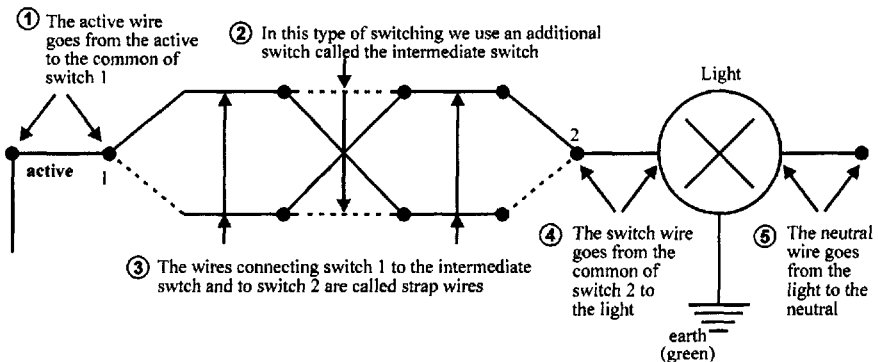 ① The active wire
goes from the active
to the common of
switch 1
② In this type of switching we use an additional
switch called the intermediate switch
Light
active
1
2
③ The wires connecting switch 1 to the intermediate
swtch and to switch 2 are called strap wires
④ The switch wire
goes from the
common of
switch 2 to
the light
⑤ The neutral
wire goes
from the
light to the
neutral
earth
(green)